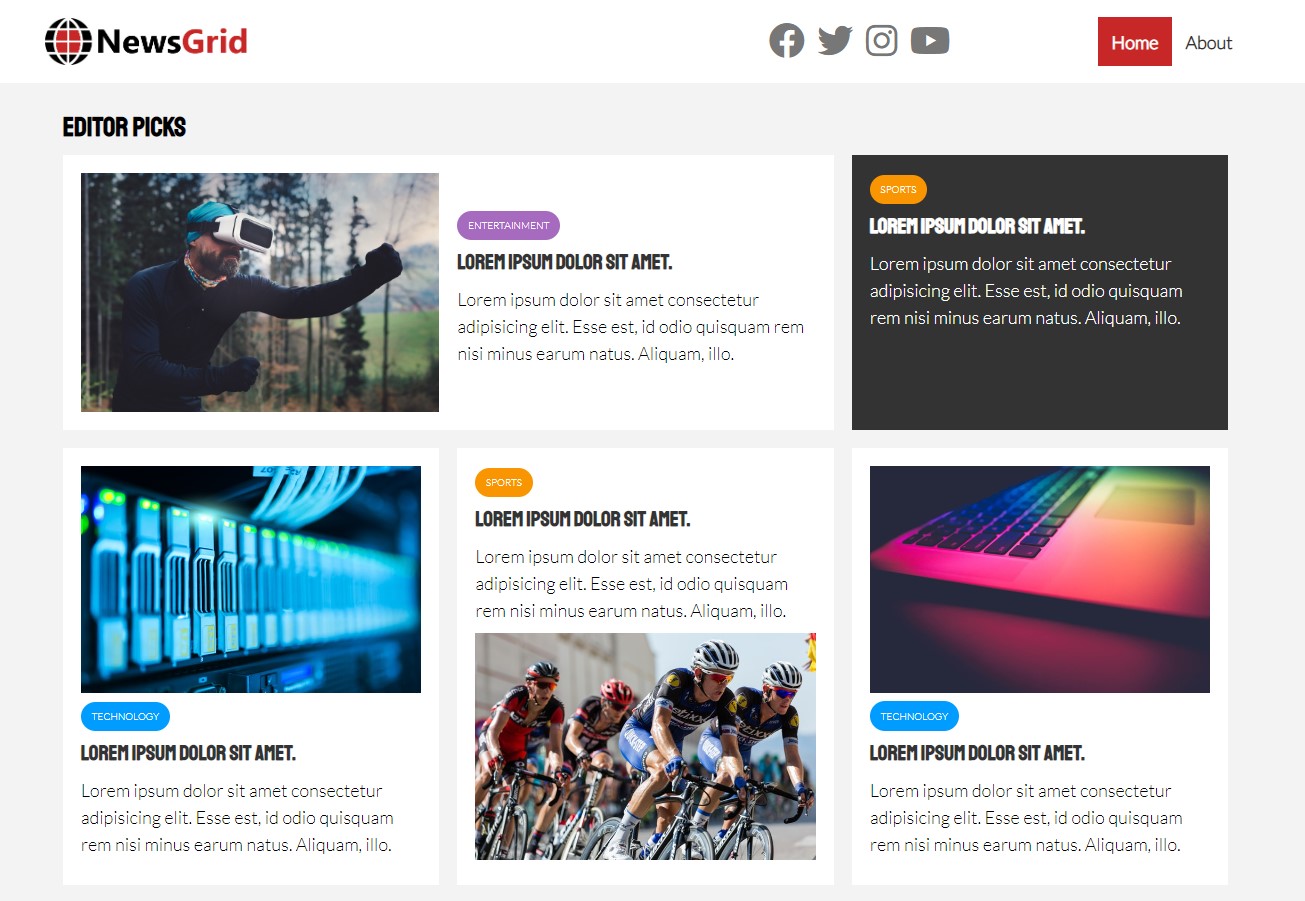 NewsGrid
Home
About
EDITOR PICKS
ENTERTAINMENT
LOREM IPSUM DOLOR SIT AMET.
Lorem ipsum dolor sit amet consectetur
adipisicing elit. Esse est, id odio quisquam rem
nisi minus earum natus. Aliquam, illo.
SPORTS
LOREM IPSUM DOLOR SIT AMET.
Lorem ipsum dolor sit amet consectetur
adipisicing elit. Esse est, id odio quisquam
rem nisi minus earum natus. Aliquam, illo.
TECHNOLOGY
LOREM IPSUM DOLOR SIT AMET.
Lorem ipsum dolor sit amet consectetur
adipisicing elit. Esse est, id odio quisquam
rem nisi minus earum natus. Aliquam, illo.
SPORTS
LOREM IPSUM DOLOR SIT AMET.
Lorem ipsum dolor sit amet consectetur
adipisicing elit. Esse est, id odio quisquam
rem nisi minus earum natus. Aliquam, illo.
TECHNOLOGY
LOREM IPSUM DOLOR SIT AMET.
Lorem ipsum dolor sit amet consectetur
adipisicing elit. Esse est, id odio quisquam
rem nisi minus earum natus. Aliquam, illo.